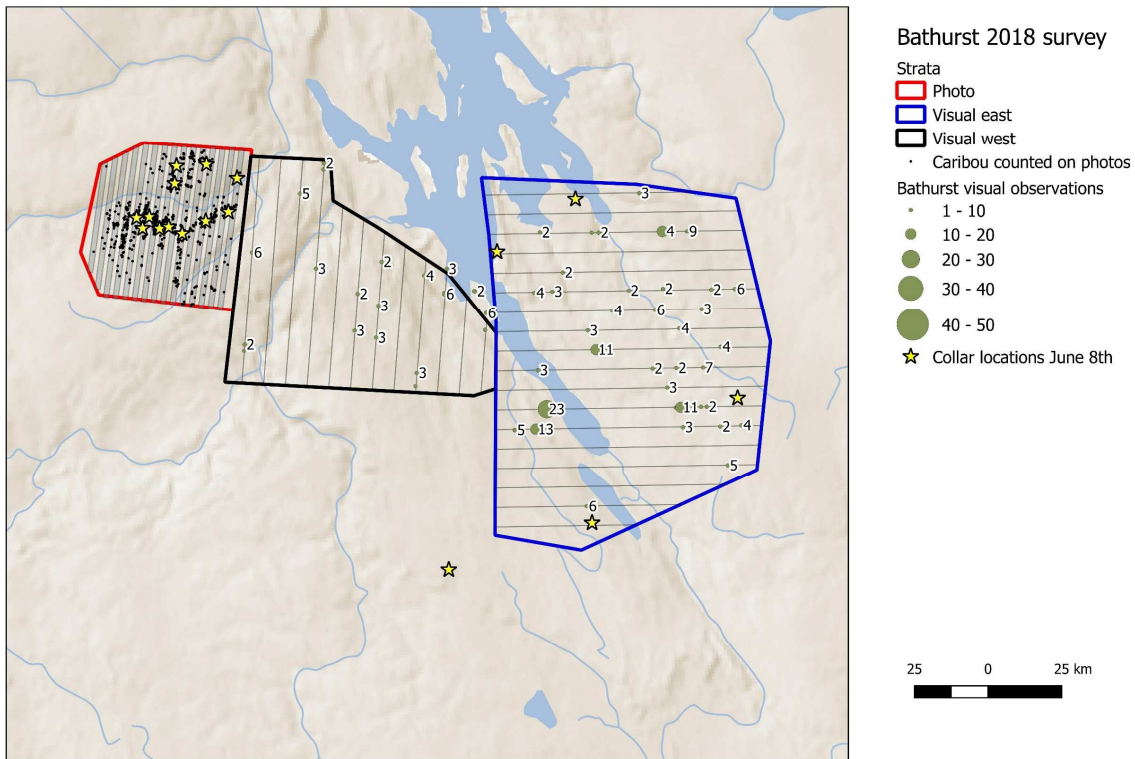 Bathurst 2018 survey
Strata
Photo
Visual east
Visual west
Caribou counted on photos
Bathurst visual observations
1 - 10
10 - 20
20 - 30
30 - 40
40 - 50
Collar locations June 8th
25 0 25 km
2
5
3
6
2 2 4 9
3 2 4 3
2
2 6 2 4 3 2 2 2 6
3 6 4 6 3
3 3 3 4
2 11 4
3 3 2 2 7
3
23 11 2
5 13 3 2 4
5
6